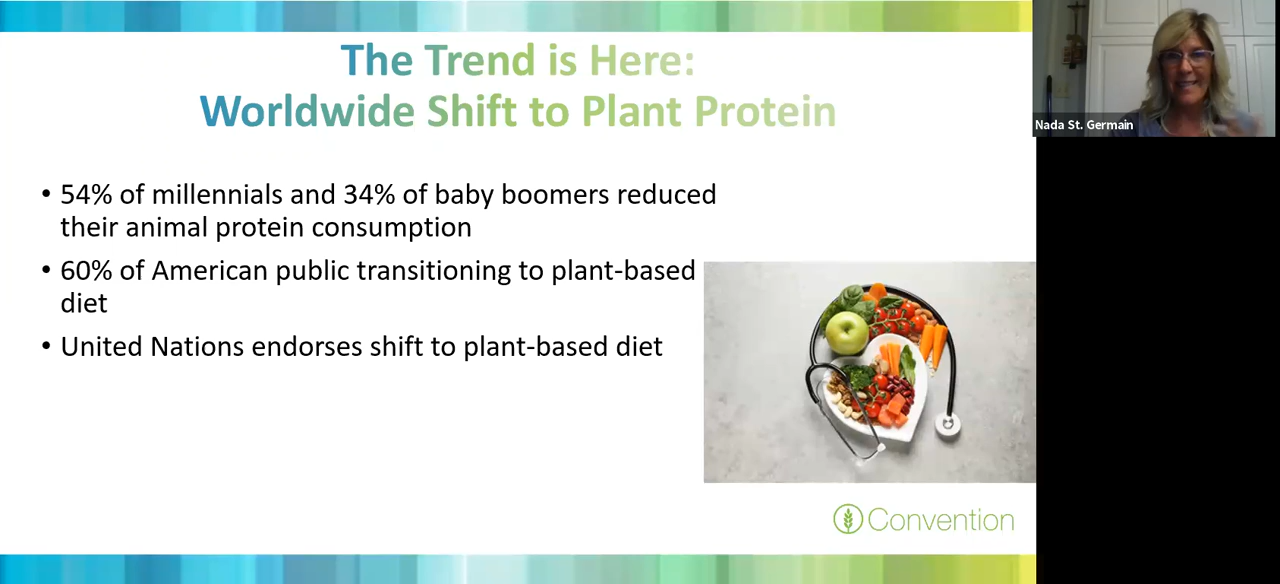 The Trend is Here:
Worldwide Shift to Plant Protein
• 54% of millennials and 34% of baby boomers reduced
their animal protein consumption
• 60% of American public transitioning to plant-based
diet
• United Nations endorses shift to plant-based diet
Convention
Nada St. Germain